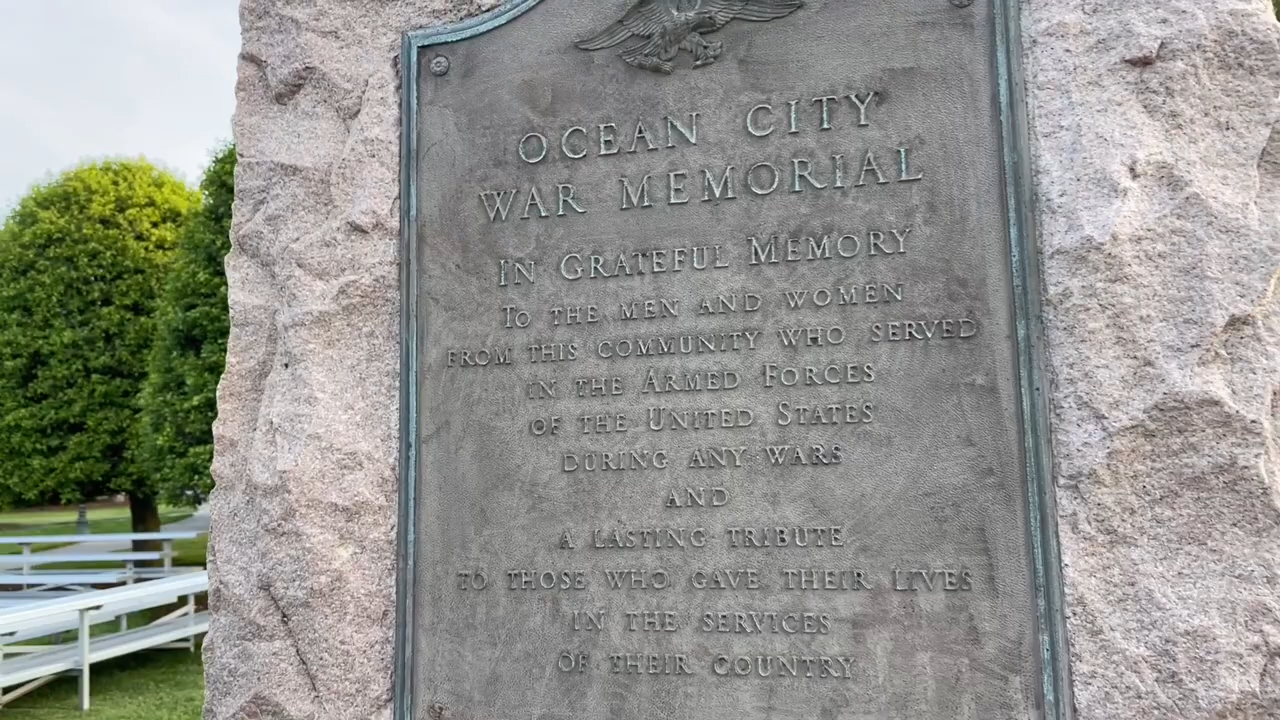 OCEAN CITY
WAR MEMORIAL
IN GRATEFUL MEMORY
TO THE MEN AND WOMEN
FROM THIS COMMUNITY WHO SERVED
IN THE ARMED FORCES
OF THE UNITED STATES
DURING ANY WARS
AND
A LASTING TRIBUTE
TO THOSE WHO GAVE THEIR LIVES
IN THE SERVICES
OF THEIR COUNTRY